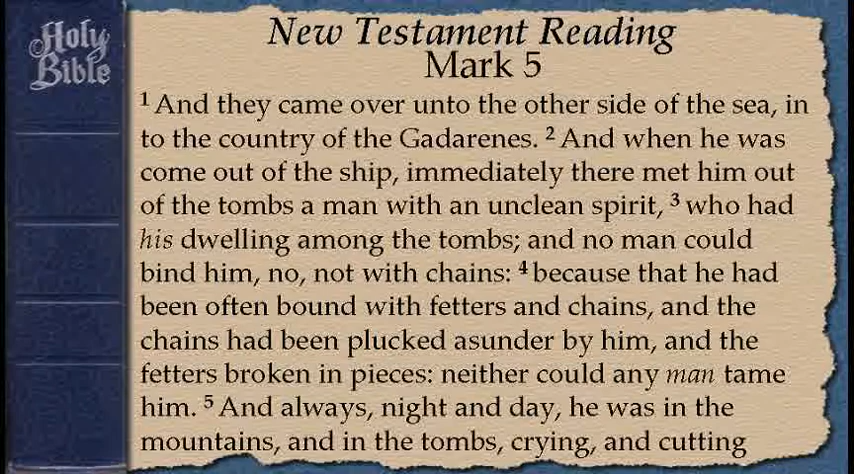 Holy
Bible
New Testament Reading
Mark 5
1 And they came over unto the other side of the sea, in
to the country of the Gadarenes. 2 And when he was
come out of the ship, immediately there met him out
of the tombs a man with an unclean spirit, 3 who had
his dwelling among the tombs; and no man could
bind him, no, not with chains: 4 because that he had
been often bound with fetters and chains, and the
chains had been plucked asunder by him, and the
fetters broken in pieces: neither could any man tame
him. 5 And always, night and day, he was in the
mountains, and in the tombs, crying, and cutting